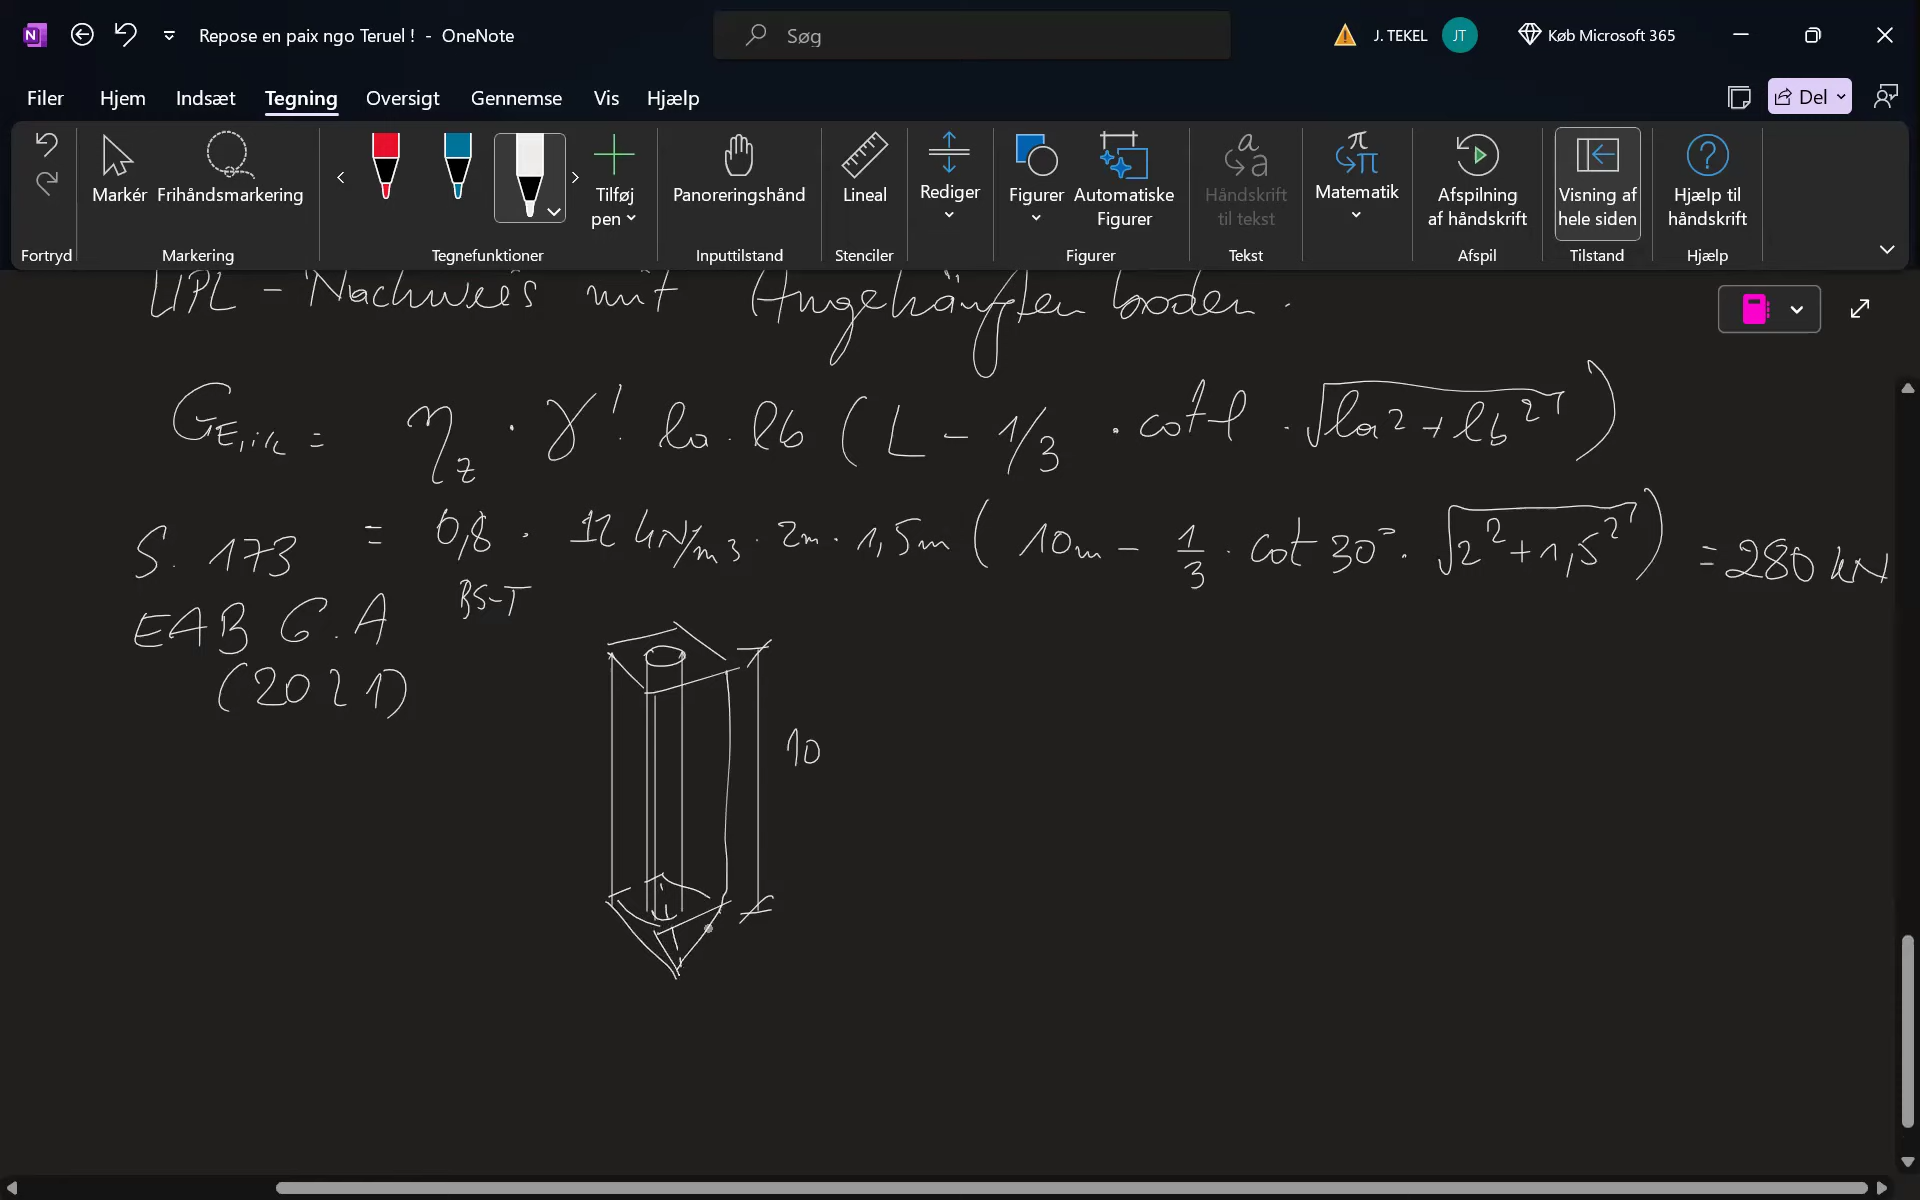 Repose en paix ngo Teruel ! - OneNote
Søg
J. TEKEL
JT
Køb Microsoft 365
Filer Hjem Indsæt Tegning Oversigt Gennemse Vis Hjælp
Del
Markér
Frihåndsmarkering
Tilføj
pen
Panoreringshånd
Lineal
Rediger
Figurer
Automatiske
Figurer
Håndskrift
til tekst
Matematik
Afspilning
af håndskrift
Visning af
hele siden
Hjælp til
håndskrift
Fortryd
Markering
Tegnefunktioner
Inputtilstand
Stenciler
Figurer
Tekst
Afspil
Tilstand
Hjælp
UPL - Nachweis mit Angehängten boden.
G_E,i,k = η_z · γ' · la · lb (L - 1/3 · cot φ · √la² + lb²)
S. 173 = 0,8 · 12 kN/m3 · 2m · 1,5m (10m - 1/3 · cot 30° · √2² + 1,5²) = 280 kN
EAB 6.A
BS-T
(2021)
10